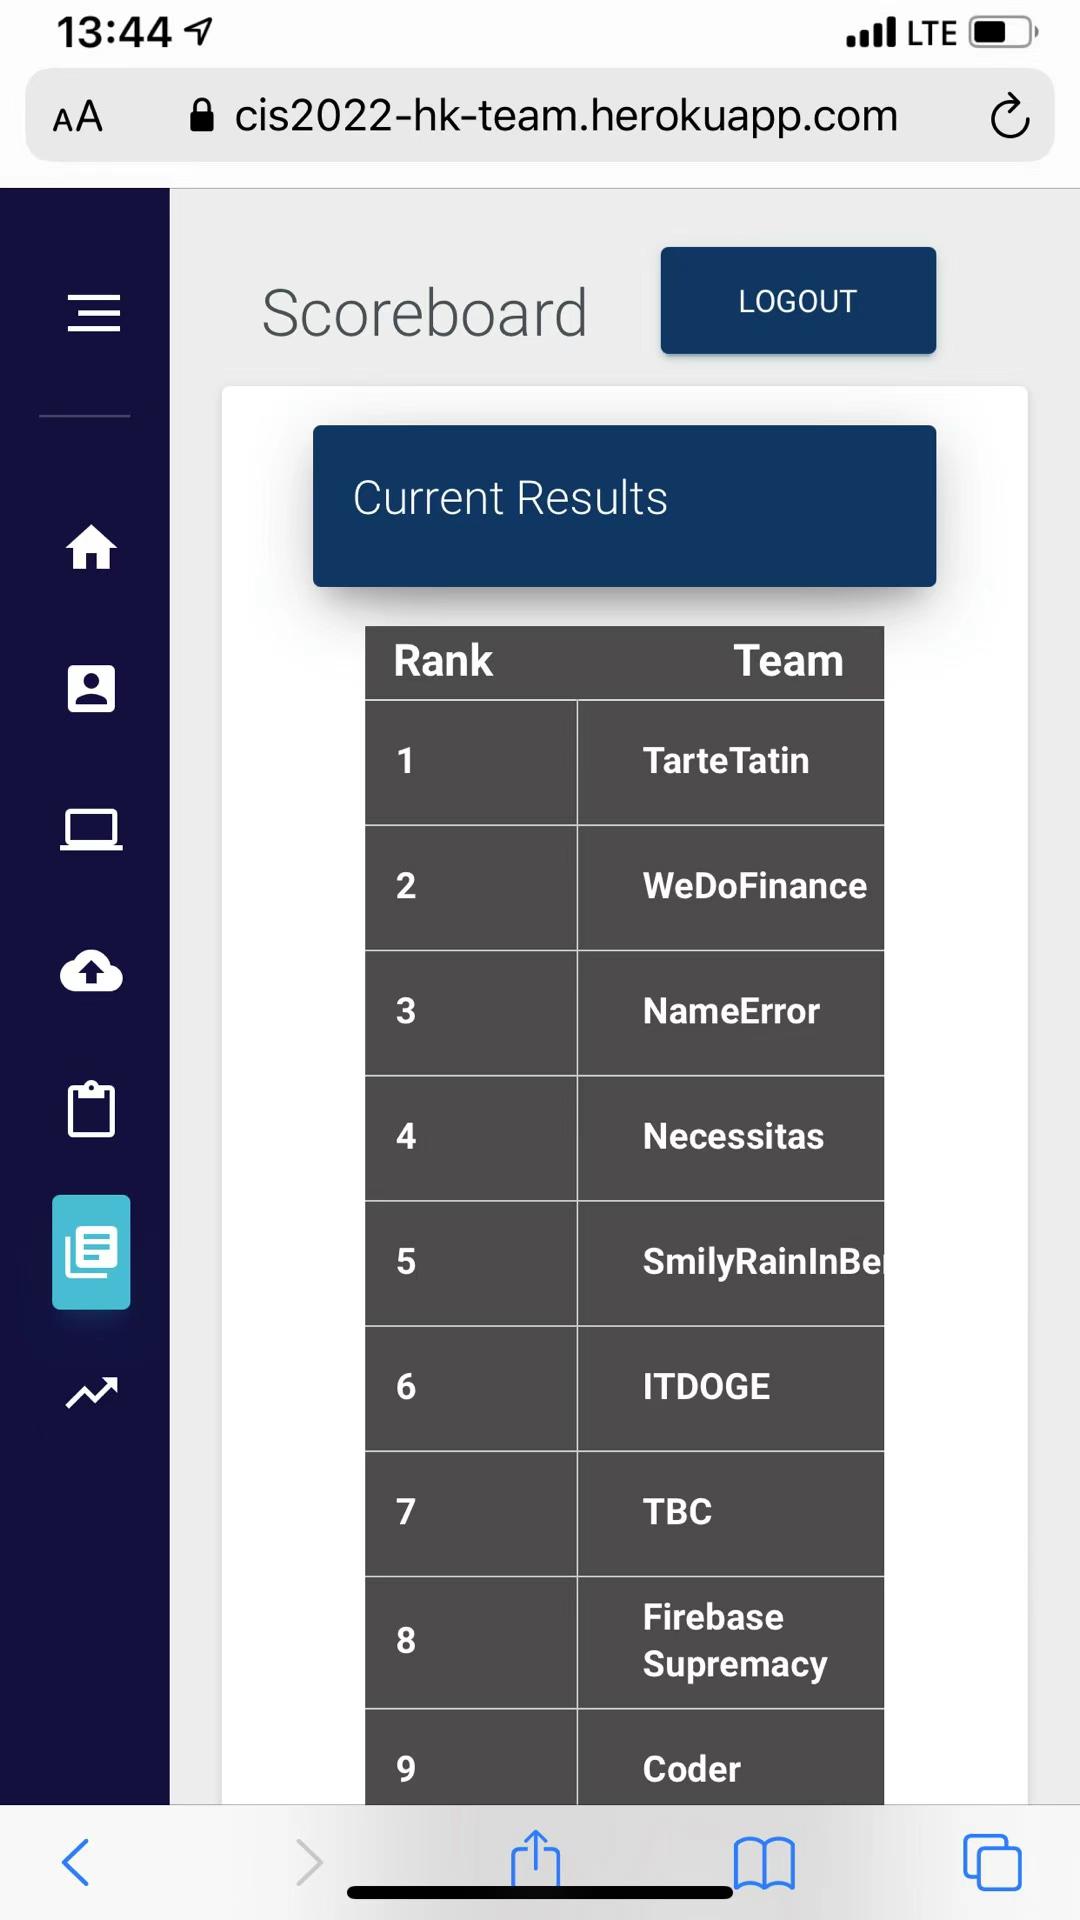 13:44
LTE
AA
cis2022-hk-team.herokuapp.com
Scoreboard
LOGOUT
Current Results
Rank Team
1 TarteTatin
2 WeDoFinance
3 NameError
4 Necessitas
5 SmilyRainInBe
6 ITDOGE
7 TBC
8 Firebase
Supremacy
9 Coder